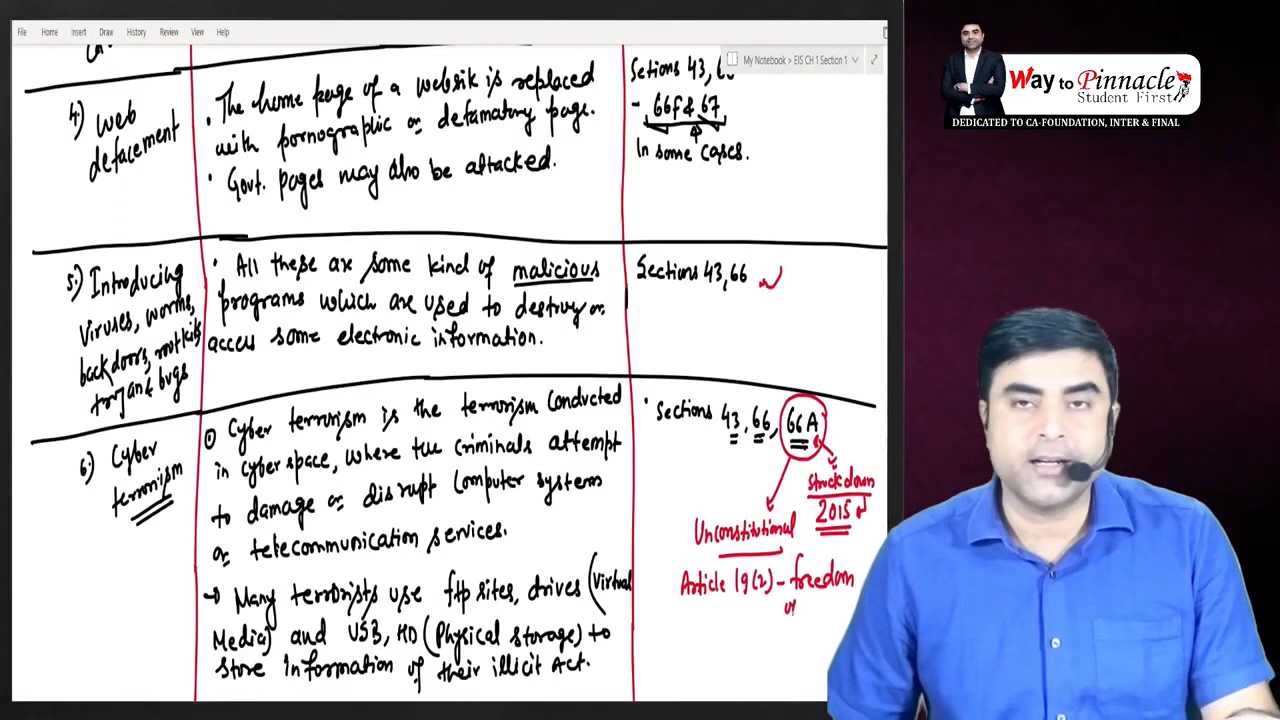 File Home Insert Draw History Review View Help
My Notebook > EIS CH 1 Section 1
Way to Pinnacle
Student First
DEDICATED TO CA-FOUNDATION, INTER & FINAL
4.) Web
defacement
• The home page of a website is replaced
with pornographic or defamatory page.
• Govt. pages may also be attacked.
Sections 43,
- 66F & 67
In some cases.
5.) Introducing
Viruses, worms,
backdoors, rootkits
trojan & bugs
• All these are some kind of malicious
programs which are used to destroy or
access some electronic information.
Sections 43,66
6.) Cyber
terrorism
Cyber terrorism is the terrorism conducted
in cyberspace, where the criminals attempt
to damage or disrupt computer systems
or telecommunication services.
→ Many terrorists use ftp sites, drives (Virtual
Media) and USB, HD (Physical storage) to
store information of their illicit act.
• Sections 43, 66, 66A
struckdown
2015
Unconstitutional
Article 19(2) - freedom
of